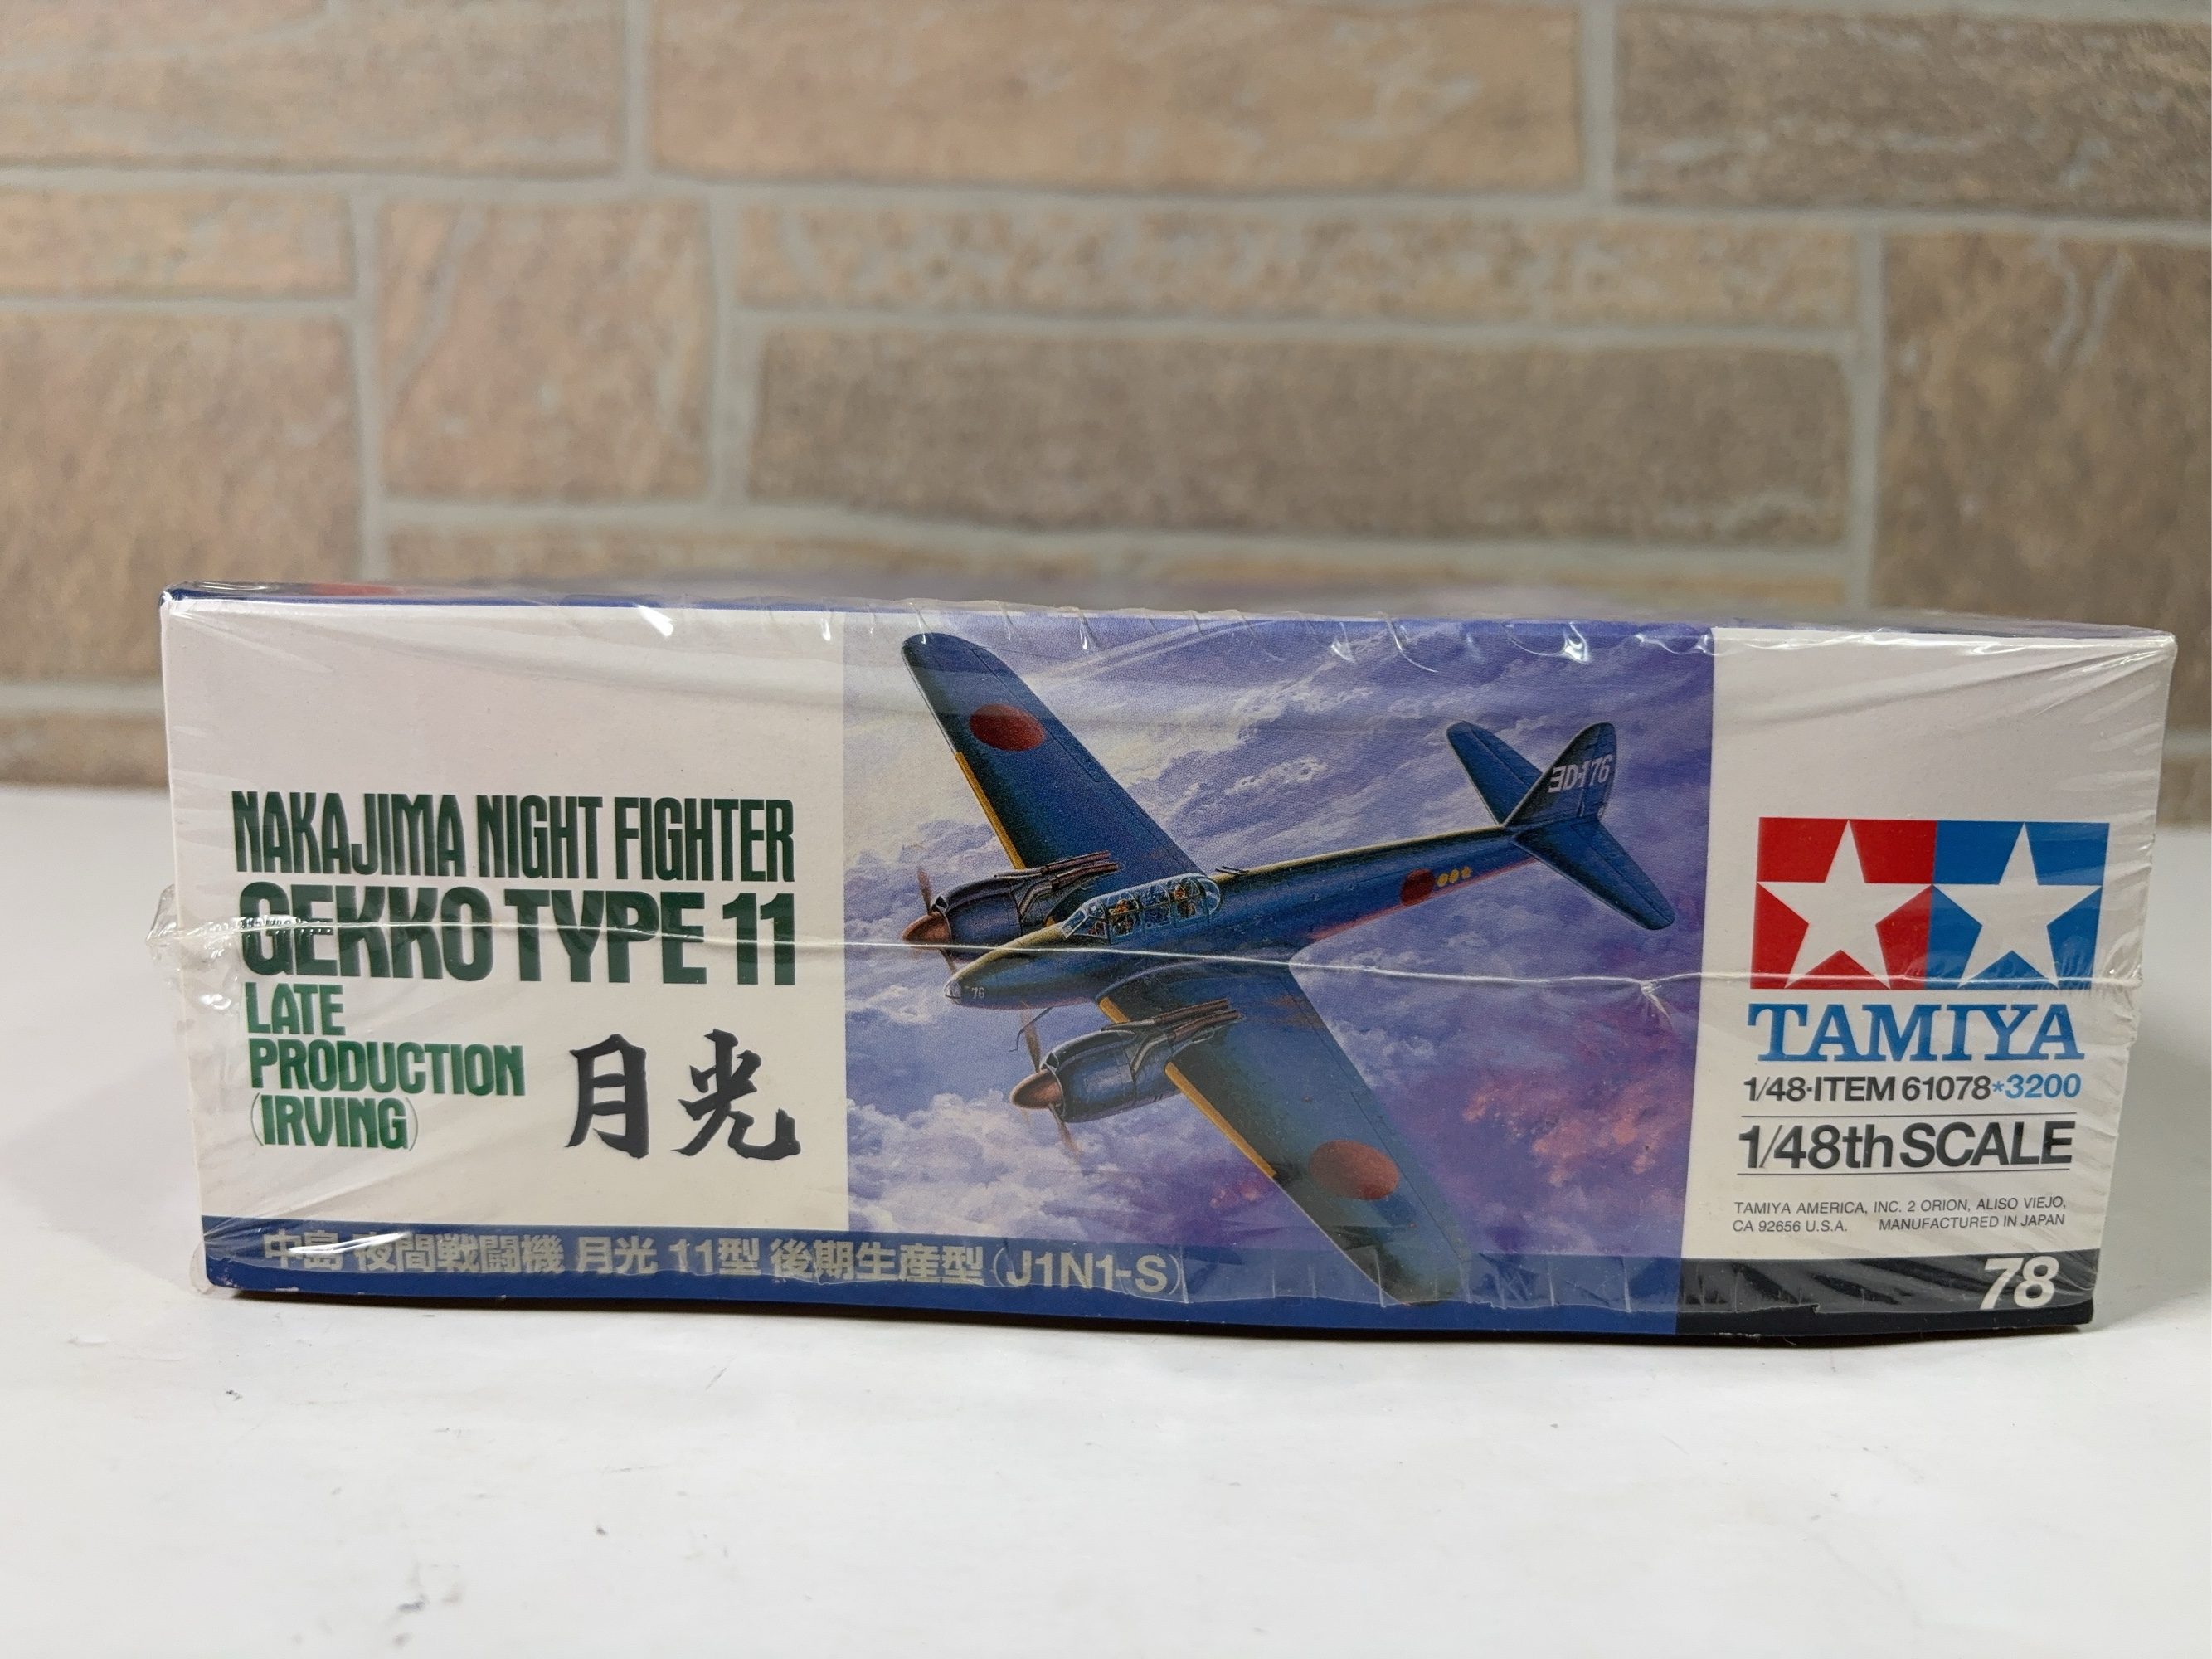 NAKAJIMA NIGHT FIGHTER
GEKKO TYPE 11
LATE
PRODUCTION
(IRVING)
月光
中島 夜間戦闘機 月光 11型 後期生産型(J1N1-S)
ヨD-176
76
TAMIYA
1/48·ITEM 61078*3200
1/48th SCALE
TAMIYA AMERICA, INC. 2 ORION, ALISO VIEJO,
CA 92656 U.S.A. MANUFACTURED IN JAPAN
78